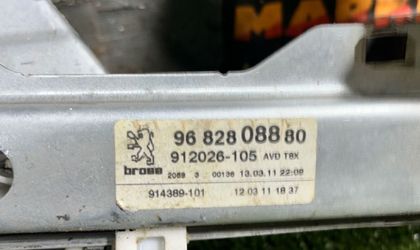 MARK
96 828 088 80
912026-105 AVD T8X
brose
2089 3 00136 13.03.11 22:09
914389-101 12 03 11 18 37